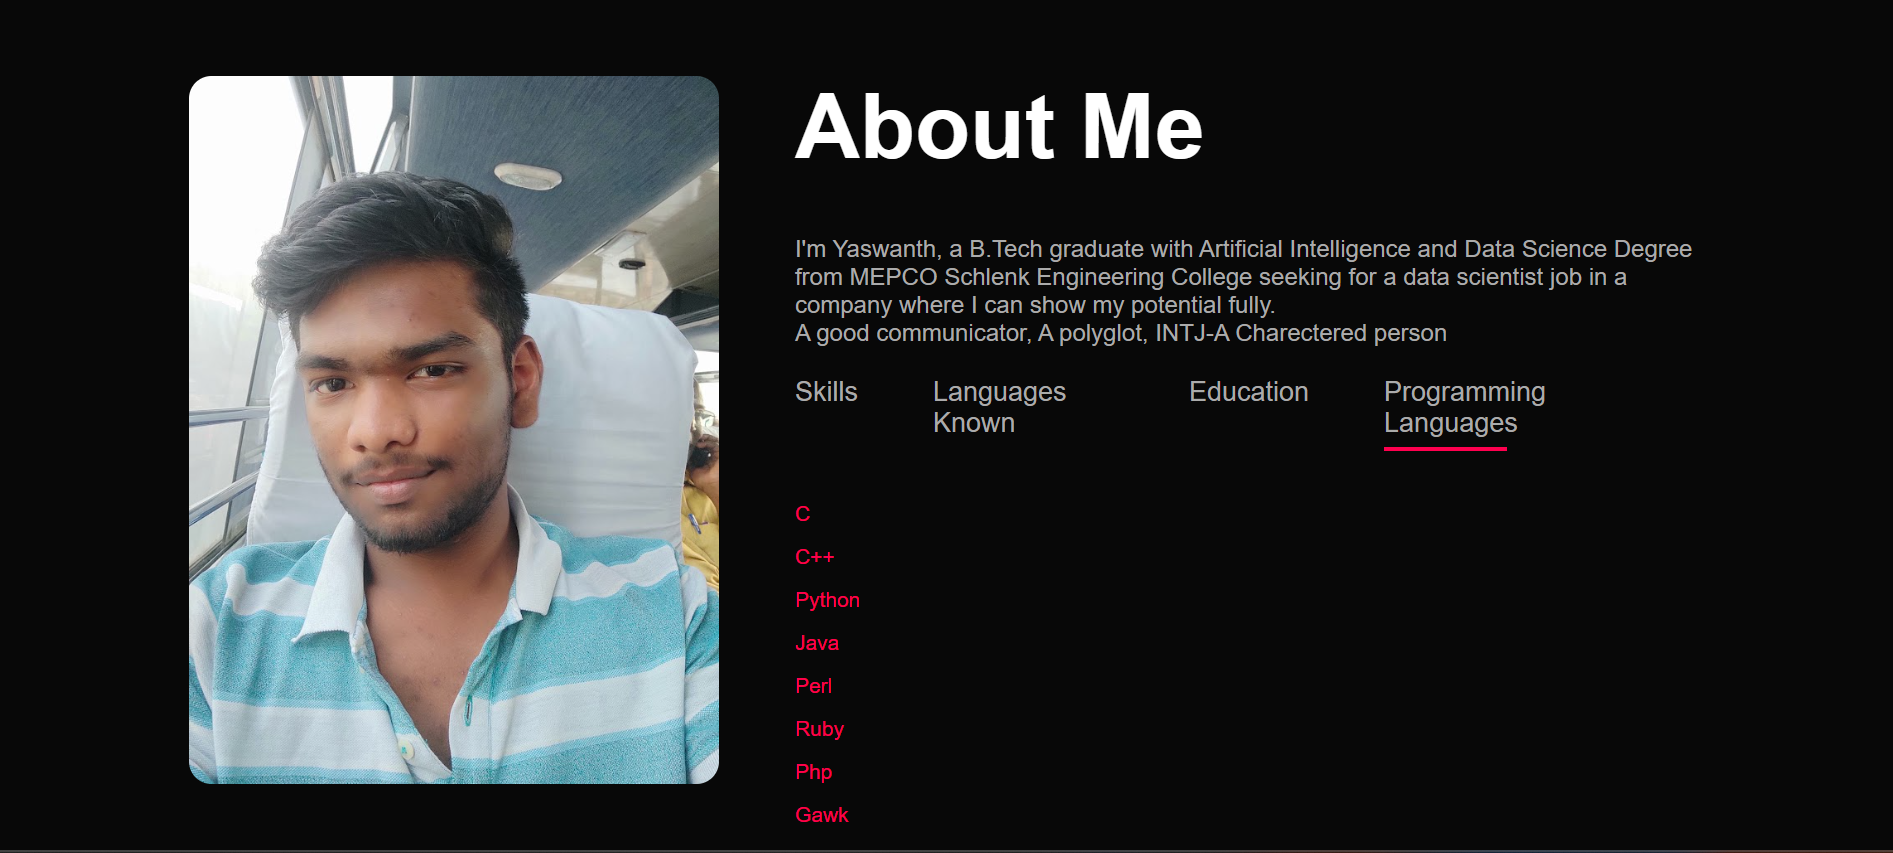 About Me
I'm Yaswanth, a B.Tech graduate with Artificial Intelligence and Data Science Degree
from MEPCO Schlenk Engineering College seeking for a data scientist job in a
company where I can show my potential fully.
A good communicator, A polyglot, INTJ-A Charectered person
Skills
Languages
Known
Education
Programming
Languages
C
C++
Python
Java
Perl
Ruby
Php
Gawk